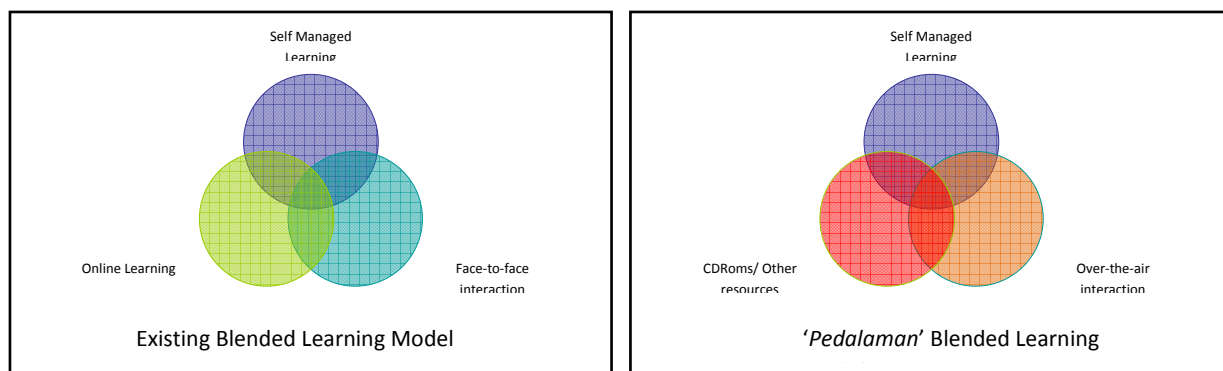 Self Managed
Learning
Online Learning
Face-to-face
interaction
Existing Blended Learning Model
Self Managed
Learning
CDRoms/ Other
resources
Over-the-air
interaction
‘Pedalaman’ Blended Learning